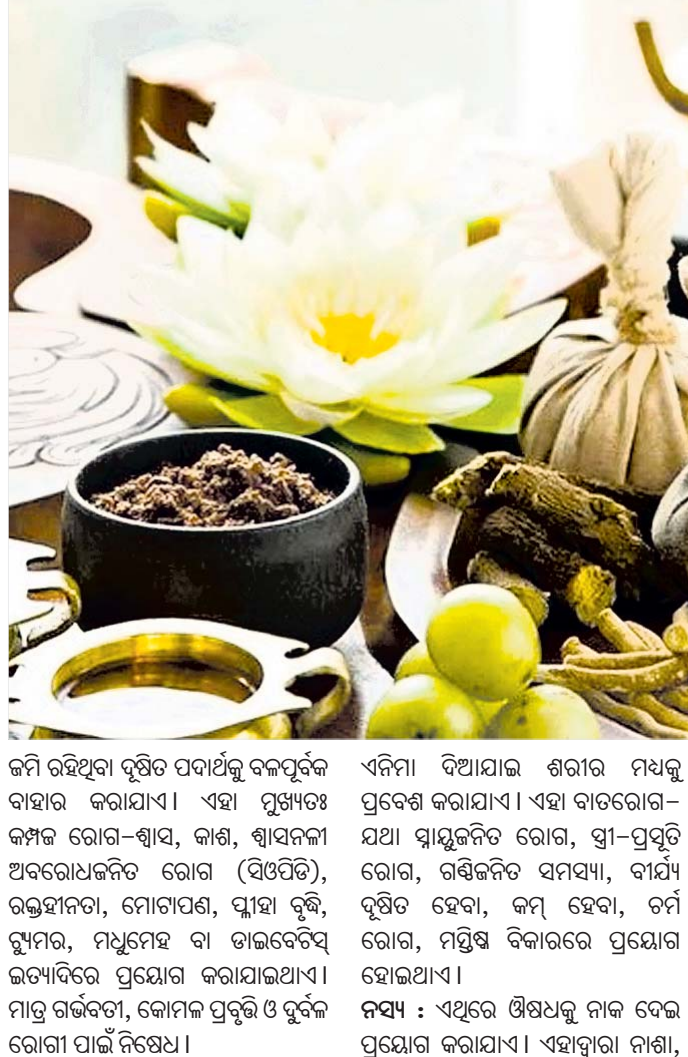 ଜମି ରହିଥିବା ଦୂଷିତ ପଦାର୍ଥକୁ ବଳପୂର୍ବକ
ବାହାର କରାଯାଏ। ଏହା ମୁଖ୍ୟତଃ
କମ୍ପଜ ରୋଗ-ଶ୍ୱାସ, କାଶ, ଶ୍ୱାସନଳୀ
ଅବରୋଧଜନିତ ରୋଗ (ସିଓପିଡି),
ରକ୍ତହୀନତା, ମୋଟାପଣ, ପ୍ଳୀହା ବୃଦ୍ଧି,
ଟ୍ୟୁମର, ମଧୁମେହ ବା ଡାଇବେଟିସ୍
ଇତ୍ୟାଦିରେ ପ୍ରୟୋଗ କରାଯାଇଥାଏ।
ମାତ୍ର ଗର୍ଭବତୀ, କୋମଳ ପ୍ରବୃତ୍ତି ଓ ଦୁର୍ବଳ
ରୋଗୀ ପାଇଁ ନିଷେଧ।
ଏନିମା ଦିଆଯାଇ ଶରୀର ମଧ୍ୟକୁ
ପ୍ରବେଶ କରାଯାଏ। ଏହା ବାତରୋଗ-
ଯଥା ସ୍ନାୟୁଜନିତ ରୋଗ, ସ୍ତ୍ରୀ-ପ୍ରସୂତି
ରୋଗ, ଗଣ୍ଠିଜନିତ ସମସ୍ୟା, ବୀର୍ଯ୍ୟ
ଦୂଷିତ ହେବା, କମ୍ ହେବା, ଚର୍ମ
ରୋଗ, ମସ୍ତିଷ୍କ ବିକାରରେ ପ୍ରୟୋଗ
ହୋଇଥାଏ।
ନସ୍ୟ : ଏଥିରେ ଔଷଧକୁ ନାକ ଦେଇ
ପ୍ରୟୋଗ କରାଯାଏ। ଏହାଦ୍ୱାରା ନାଶା,